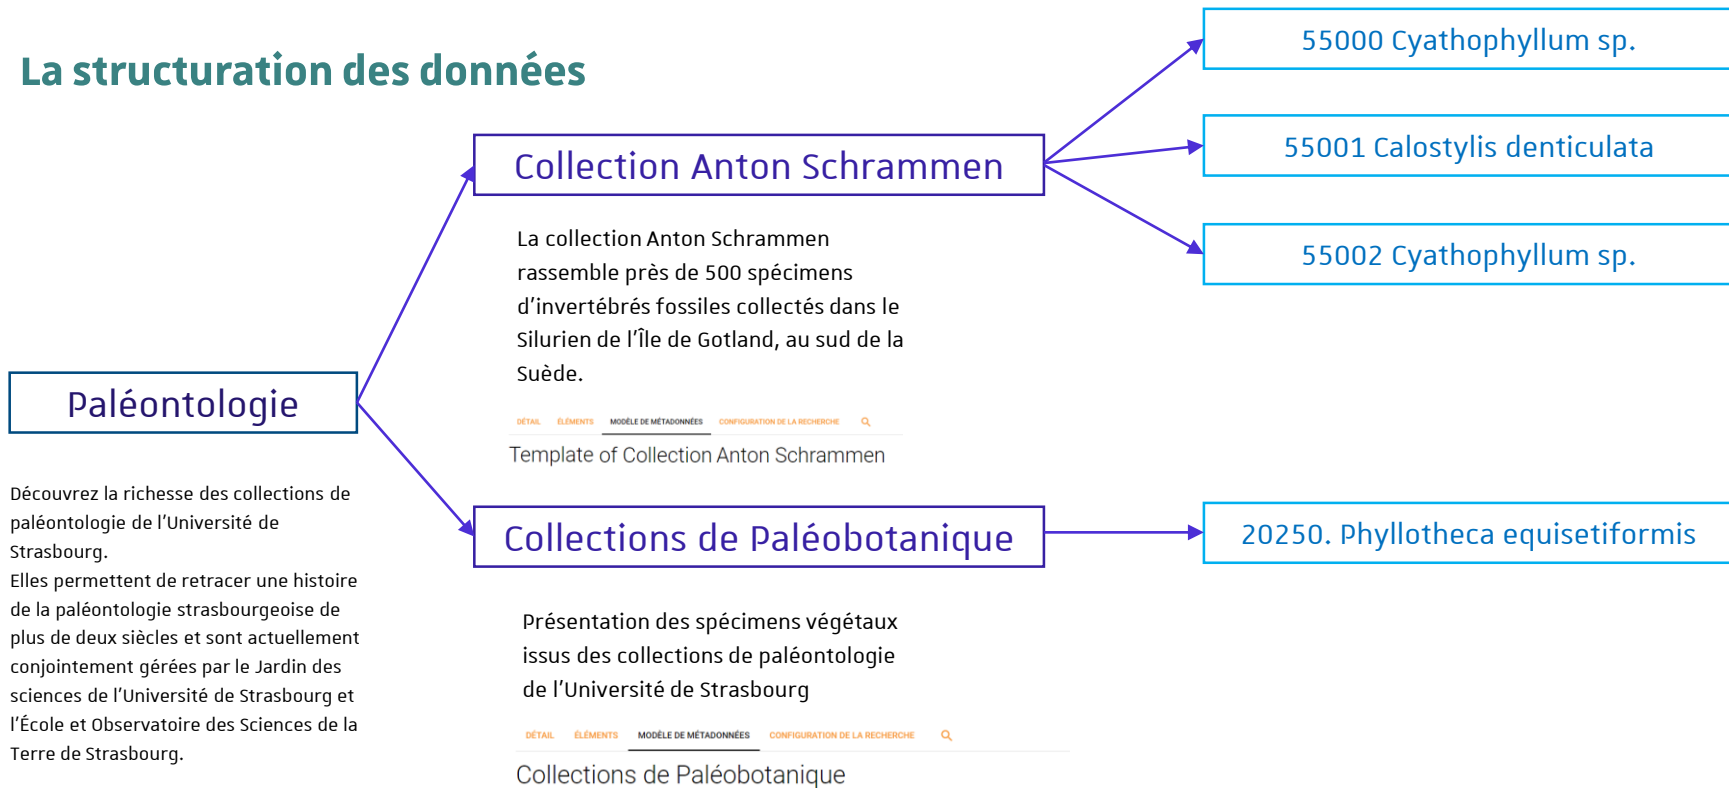 La structuration des données
Paléontologie
Découvrez la richesse des collections de
paléontologie de l'Université de
Strasbourg.
Elles permettent de retracer une histoire
de la paléontologie strasbourgeoise de
plus de deux siècles et sont actuellement
conjointement gérées par le Jardin des
sciences de l'Université de Strasbourg et
l'École et Observatoire des Sciences de la
Terre de Strasbourg.
Collection Anton Schrammen
La collection Anton Schrammen
rassemble près de 500 spécimens
d'invertébrés fossiles collectés dans le
Silurien de l'Île de Gotland, au sud de la
Suède.
DÉTAIL ÉLÉMENTS MODÈLE DE MÉTADONNÉES CONFIGURATION DE LA RECHERCHE
Template of Collection Anton Schrammen
Collections de Paléobotanique
Présentation des spécimens végétaux
issus des collections de paléontologie
de l'Université de Strasbourg
DÉTAIL ÉLÉMENTS MODÈLE DE MÉTADONNÉES CONFIGURATION DE LA RECHERCHE
Collections de Paléobotanique
55000 Cyathophyllum sp.
55001 Calostylis denticulata
55002 Cyathophyllum sp.
20250. Phyllotheca equisetiformis